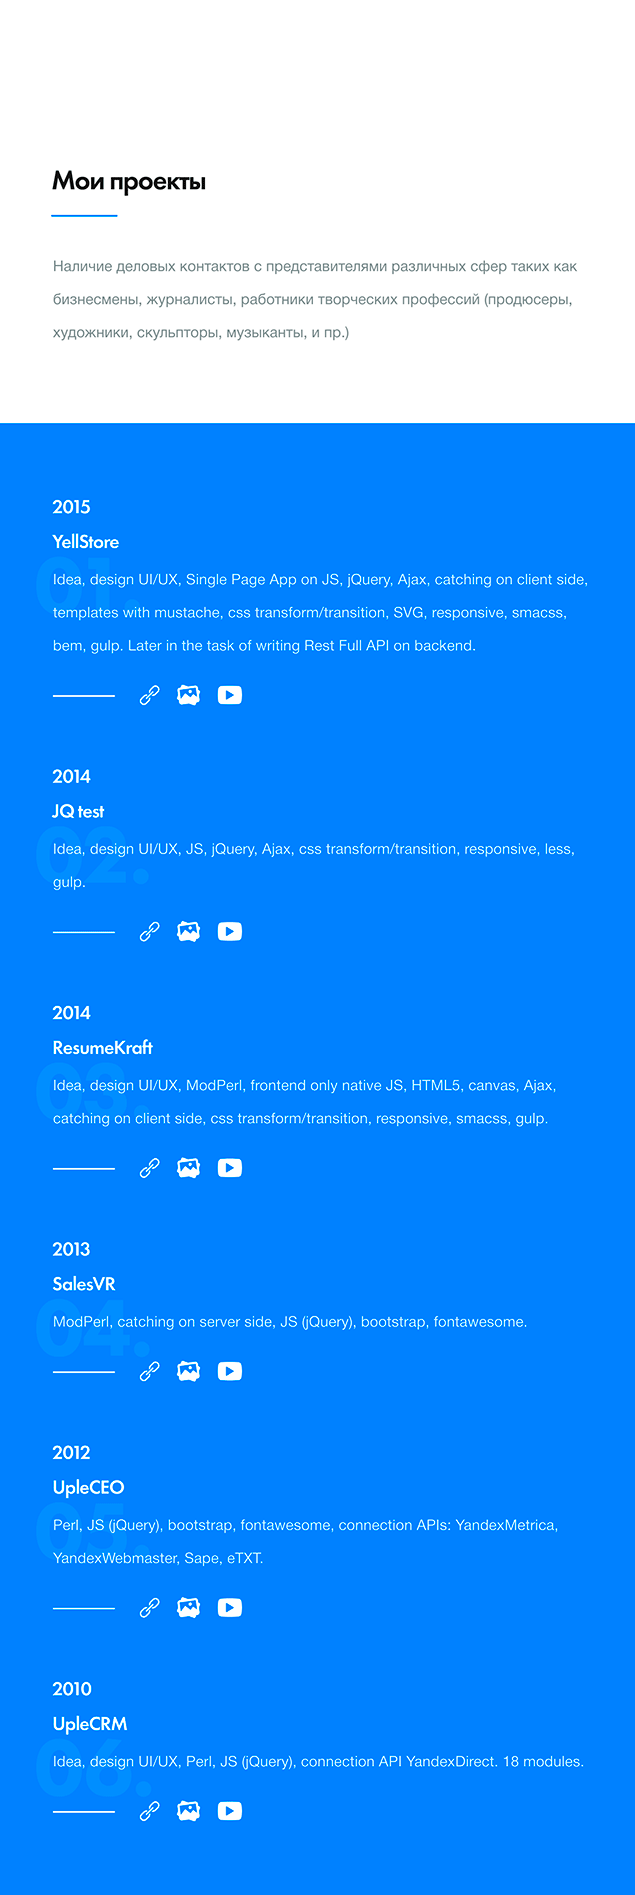 Мои проекты
Наличие деловых контактов с представителями различных сфер таких как
бизнесмены, журналисты, работники творческих профессий (продюсеры,
художники, скульпторы, музыканты, и пр.)
2015
YellStore
01.
Idea, design UI/UX, Single Page App on JS, jQuery, Ajax, catching on client side,
templates with mustache, css transform/transition, SVG, responsive, smacss,
bem, gulp. Later in the task of writing Rest Full API on backend.
2014
JQ test
02.
Idea, design UI/UX, JS, jQuery, Ajax, css transform/transition, responsive, less,
gulp.
2014
ResumeKraft
03.
Idea, design UI/UX, ModPerl, frontend only native JS, HTML5, canvas, Ajax,
catching on client side, css transform/transition, responsive, smacss, gulp.
2013
SalesVR
04.
ModPerl, catching on server side, JS (jQuery), bootstrap, fontawesome.
2012
UpleCEO
05.
Perl, JS (jQuery), bootstrap, fontawesome, connection APIs: YandexMetrica,
YandexWebmaster, Sape, eTXT.
2010
UpleCRM
06.
Idea, design UI/UX, Perl, JS (jQuery), connection API YandexDirect. 18 modules.